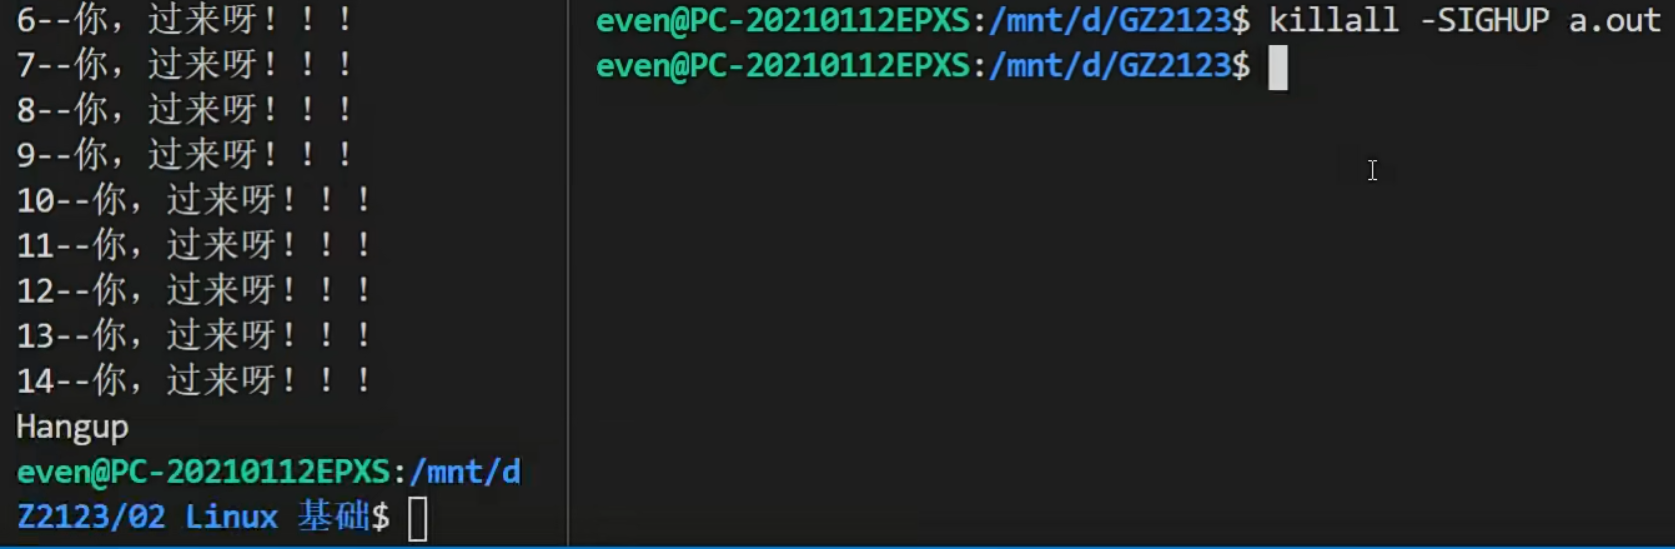 6--你，过来呀！！！
7--你，过来呀！！！
8--你，过来呀！！！
9--你，过来呀！！！
10--你，过来呀！！！
11--你，过来呀！！！
12--你，过来呀！！！
13--你，过来呀！！！
14--你，过来呀！！！
Hangup
even@PC-20210112EPXS:/mnt/d
Z2123/02 Linux 基础$
even@PC-20210112EPXS:/mnt/d/GZ2123$ killall -SIGHUP a.out
even@PC-20210112EPXS:/mnt/d/GZ2123$